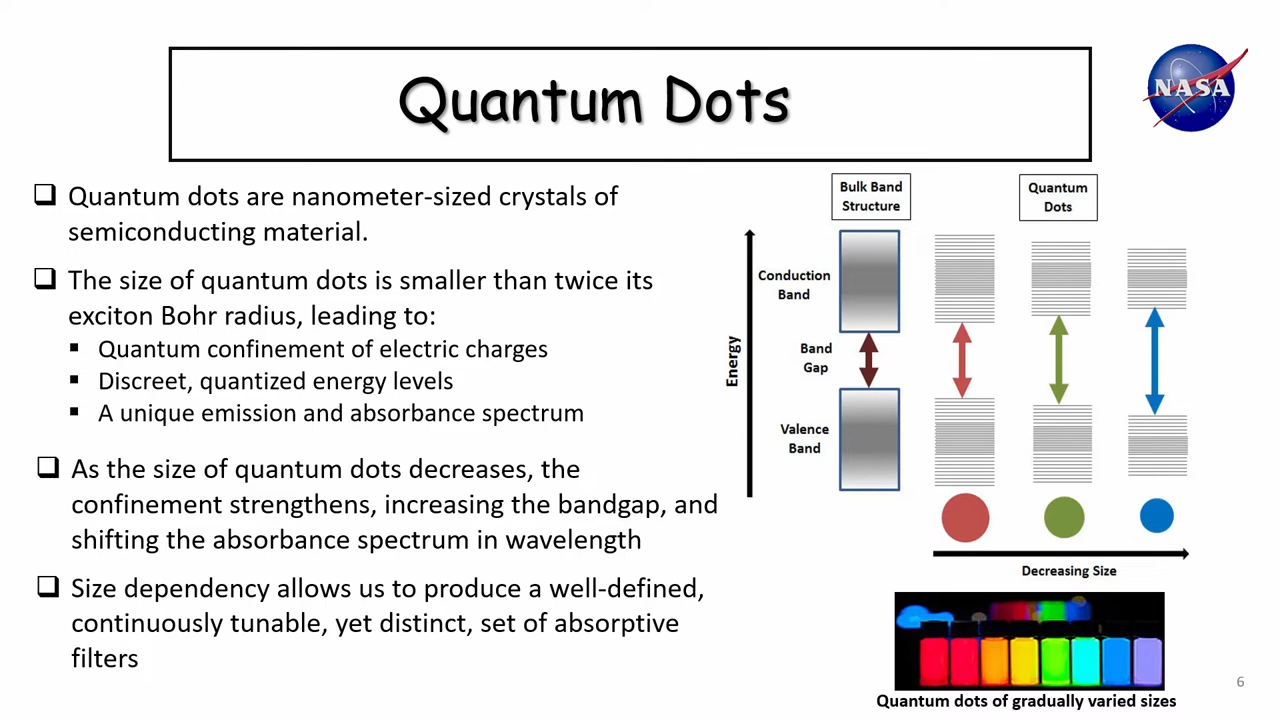 Quantum Dots
NASA
❑ Quantum dots are nanometer-sized crystals of
semiconducting material.
❑ The size of quantum dots is smaller than twice its
exciton Bohr radius, leading to:
▪ Quantum confinement of electric charges
▪ Discreet, quantized energy levels
▪ A unique emission and absorbance spectrum
❑ As the size of quantum dots decreases, the
confinement strengthens, increasing the bandgap, and
shifting the absorbance spectrum in wavelength
❑ Size dependency allows us to produce a well-defined,
continuously tunable, yet distinct, set of absorptive
filters
Bulk Band
Structure
Quantum
Dots
Energy
Conduction
Band
Band
Gap
Valence
Band
Decreasing Size
Quantum dots of gradually varied sizes
6